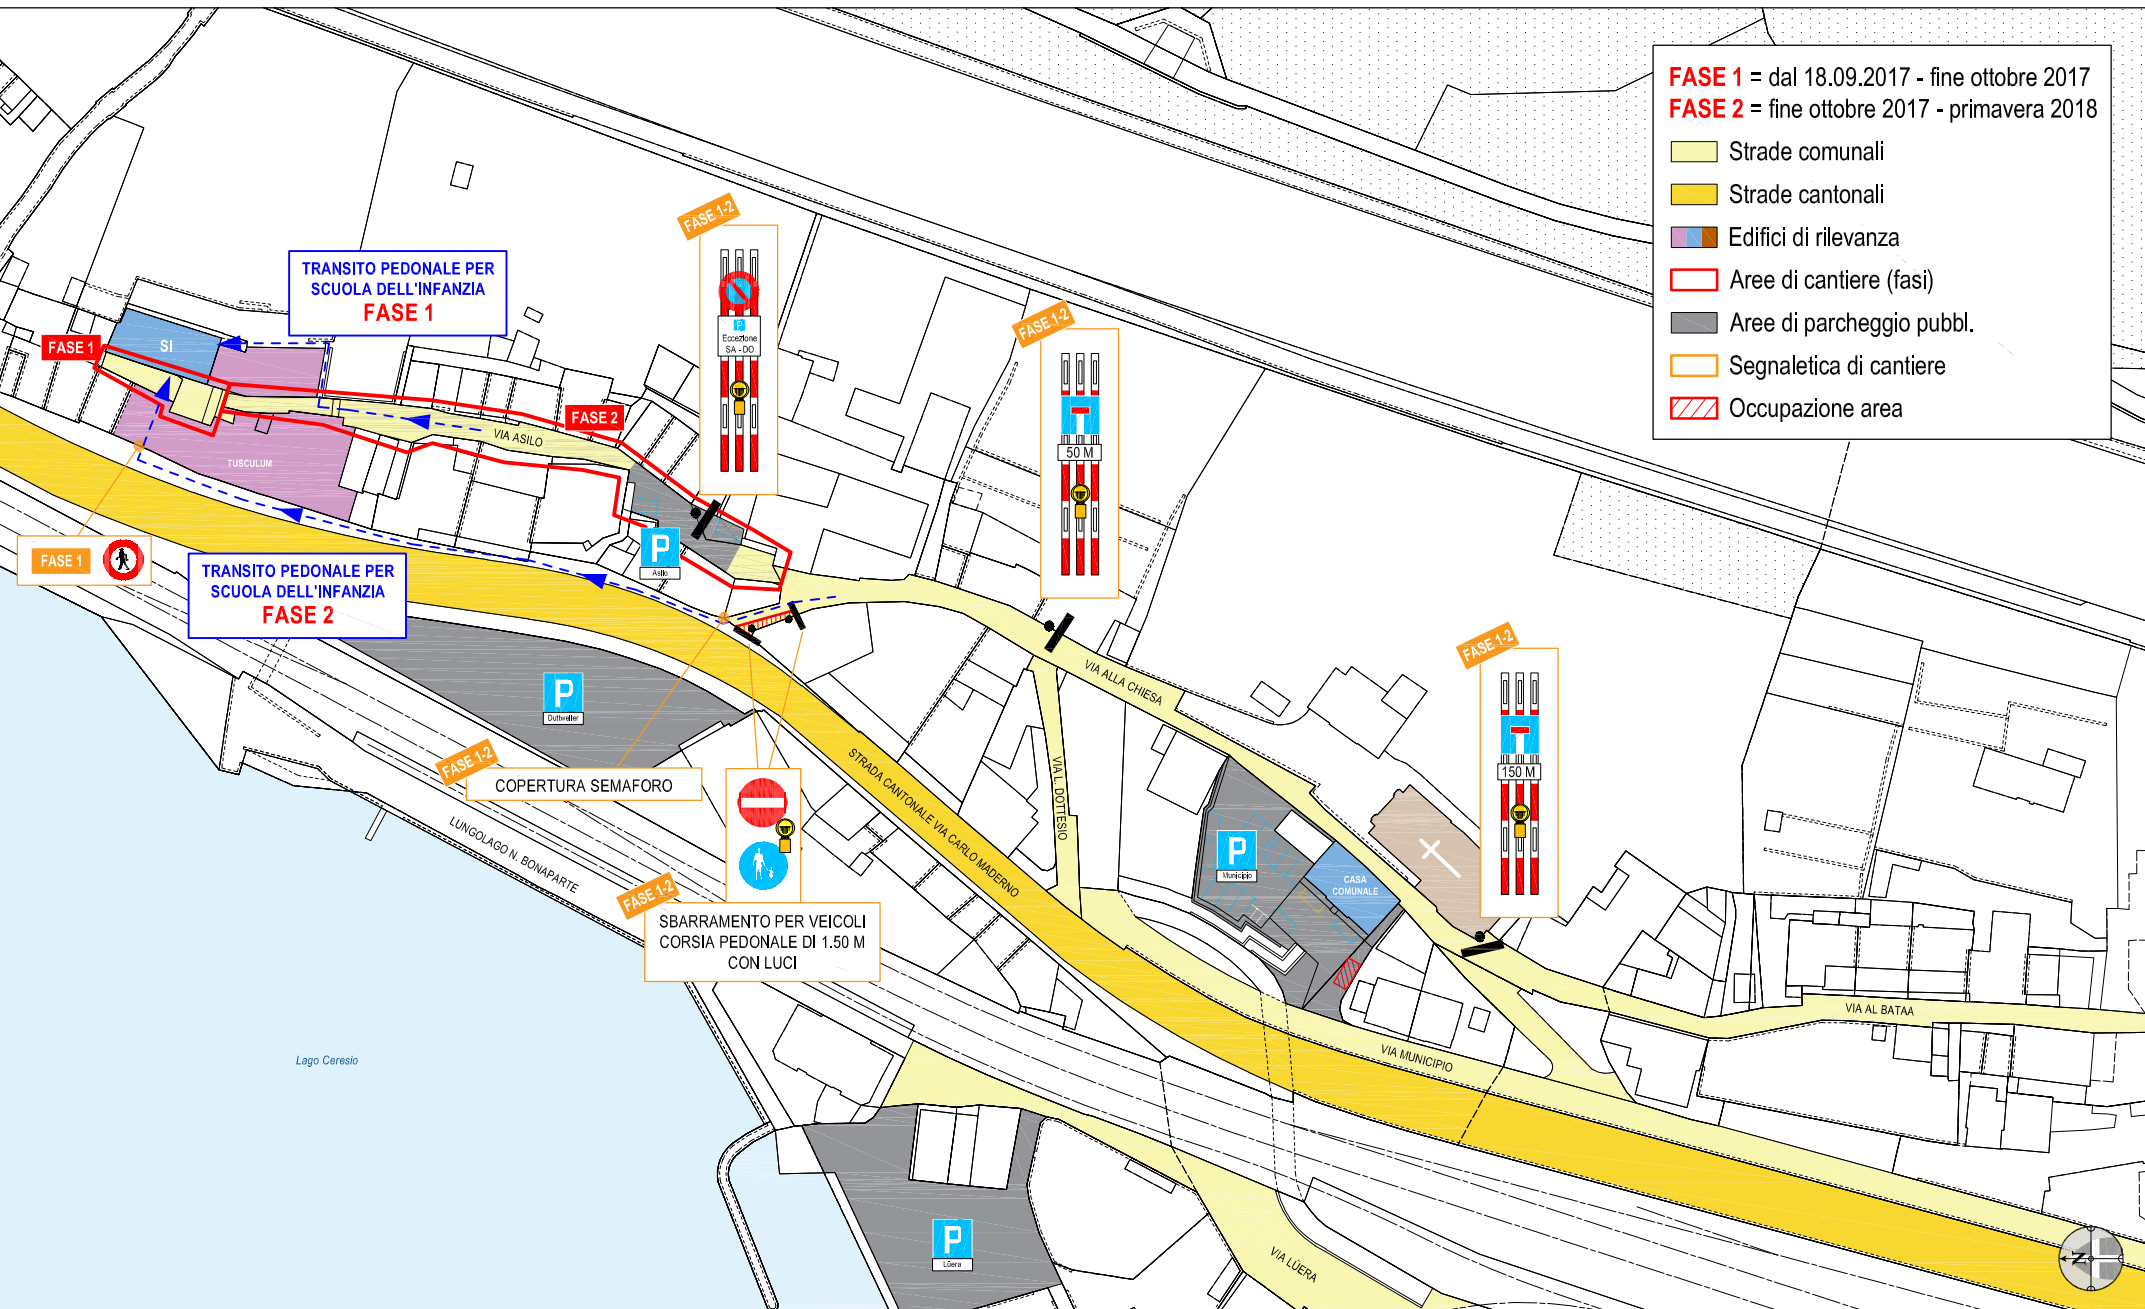 FASE 1 = dal 18.09.2017 - fine ottobre 2017
FASE 2 = fine ottobre 2017 - primavera 2018
Strade comunali
Strade cantonali
Edifici di rilevanza
Aree di cantiere (fasi)
Aree di parcheggio pubbl.
Segnaletica di cantiere
Occupazione area
FASE 1-2
P
Eccezione
SA - DO
TRANSITO PEDONALE PER
SCUOLA DELL'INFANZIA
FASE 1
FASE 1
SI
FASE 2
VIA ASILO
TUSCULUM
FASE 1-2
50 M
P
Asilo
FASE 1
TRANSITO PEDONALE PER
SCUOLA DELL'INFANZIA
FASE 2
P
Duttweiler
FASE 1-2
COPERTURA SEMAFORO
LUNGOLAGO N. BONAPARTE
STRADA CANTONALE VIA CARLO MADERNO
VIA ALLA CHIESA
VIA L. DOTTESIO
FASE 1-2
150 M
P
Municipio
CASA
COMUNALE
FASE 1-2
SBARRAMENTO PER VEICOLI
CORSIA PEDONALE DI 1.50 M
CON LUCI
VIA AL BATAA
VIA MUNICIPIO
Lago Ceresio
P
Lüera
VIA LÜERA
N